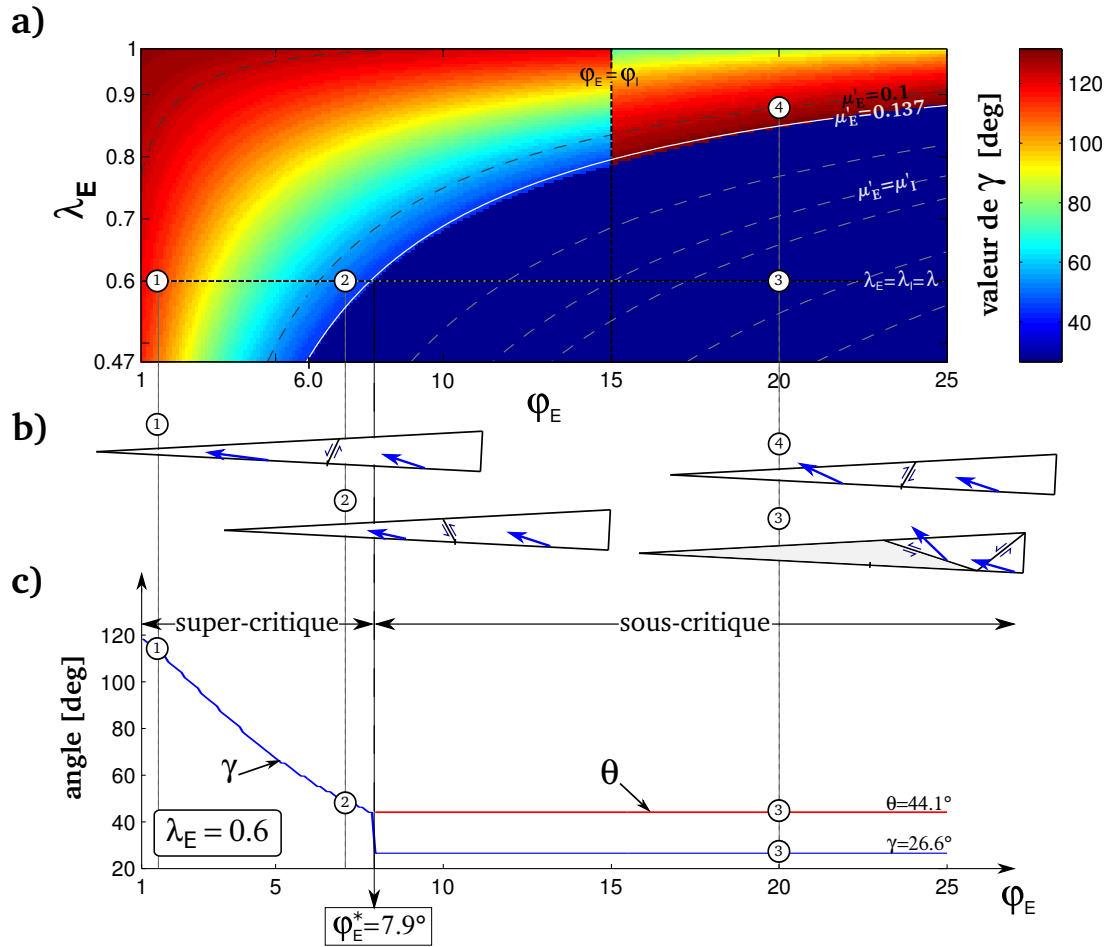 a)
λE
1
0.9
0.8
0.7
0.6
0.47
φE=φI
μ'E=0.1
μ'E=0.137
μ'E=μ'I
λE=λI=λ
1
2
3
4
1
6.0
10
15
20
25
φE
120
100
80
60
40
valeur de γ [deg]
b)
1
2
4
3
c)
super-critique
sous-critique
angle [deg]
120
100
80
60
40
20
1
2
3
3
γ
θ
θ=44.1°
γ=26.6°
λE = 0.6
1
5
10
15
20
25
φE
φ*E=7.9°